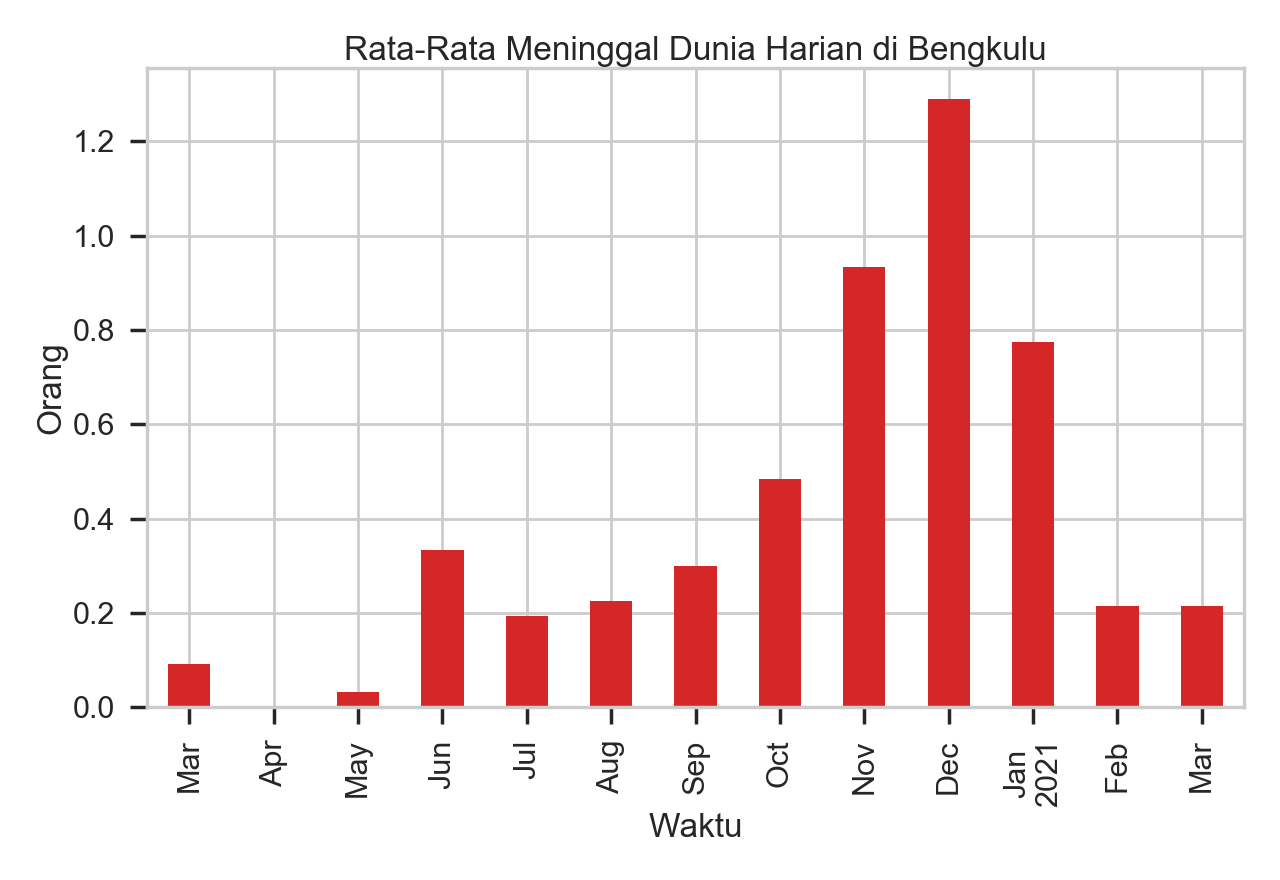 Rata-Rata Meninggal Dunia Harian di Bengkulu
1.2
1.0
0.8
0.6
0.4
0.2
0.0
Orang
Mar
Apr
May
Jun
Jul
Aug
Sep
Oct
Nov
Dec
Jan
2021
Feb
Mar
Waktu